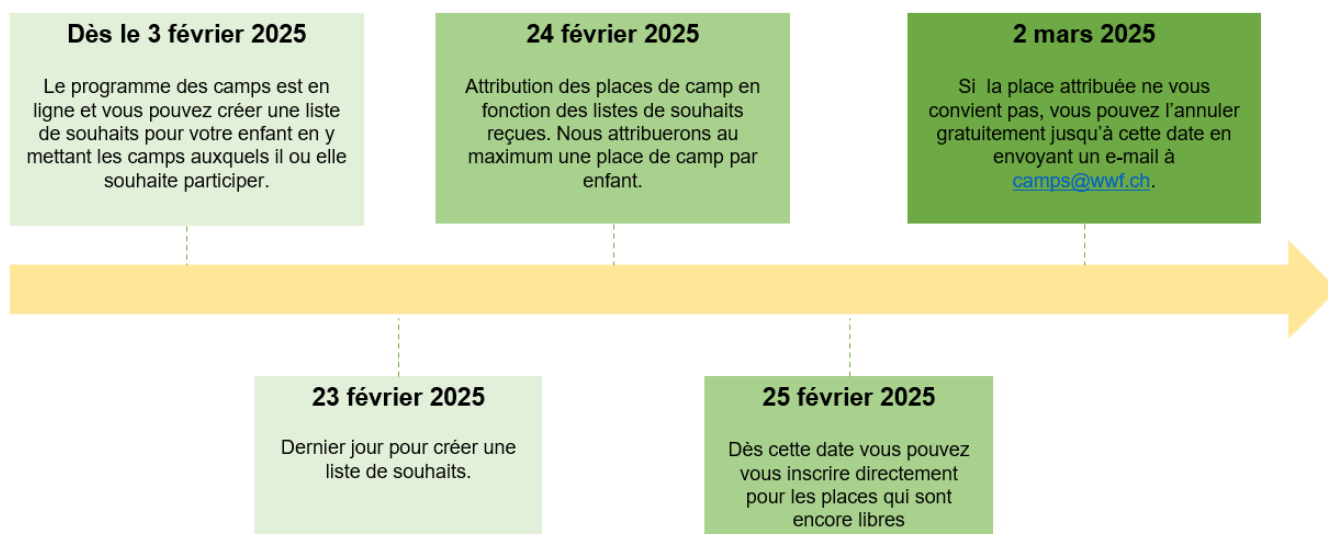 Dès le 3 février 2025
Le programme des camps est en
ligne et vous pouvez créer une liste
de souhaits pour votre enfant en y
mettant les camps auxquels il ou elle
souhaite participer.
23 février 2025
Dernier jour pour créer une
liste de souhaits.
24 février 2025
Attribution des places de camp en
fonction des listes de souhaits
reçues. Nous attribuerons au
maximum une place de camp par
enfant.
25 février 2025
Dès cette date vous pouvez
vous inscrire directement
pour les places qui sont
encore libres
2 mars 2025
Si la place attribuée ne vous
convient pas, vous pouvez l'annuler
gratuitement jusqu'à cette date en
envoyant un e-mail à
camps@wwf.ch.